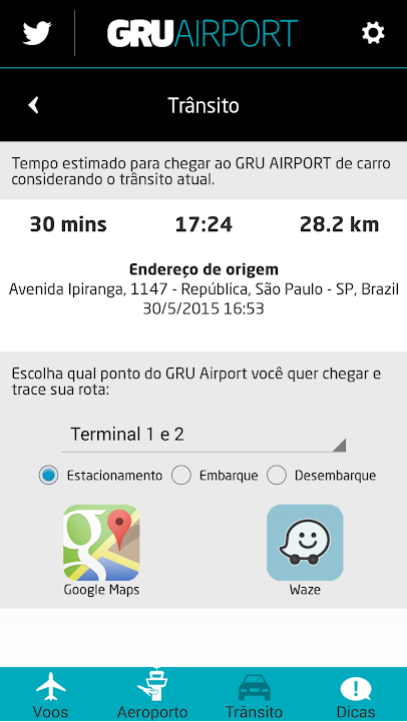 GRUAIRPORT
Trânsito
Tempo estimado para chegar ao GRU AIRPORT de carro
considerando o trânsito atual.
30 mins 17:24 28.2 km
Endereço de origem
Avenida Ipiranga, 1147 - República, São Paulo - SP, Brazil
30/5/2015 16:53
Escolha qual ponto do GRU Airport você quer chegar e
trace sua rota:
Terminal 1 e 2
Estacionamento Embarque Desembarque
Google Maps Waze
Voos Aeroporto Trânsito Dicas